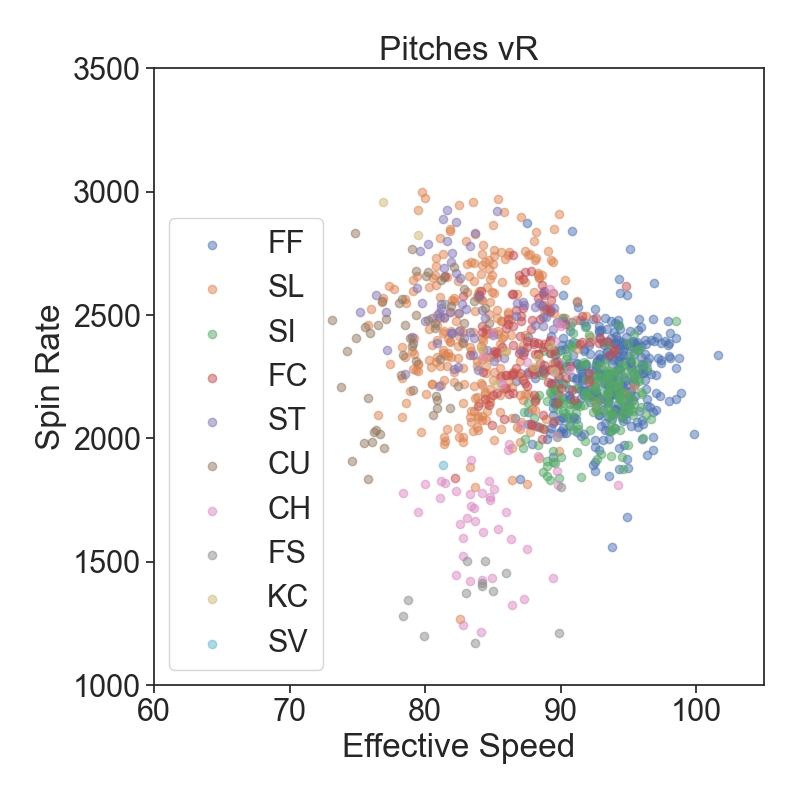 Pitches vR
3500
3000
2500
2000
1500
1000
Spin Rate
FF
SL
SI
FC
ST
CU
CH
FS
KC
SV
60 70 80 90 100
Effective Speed